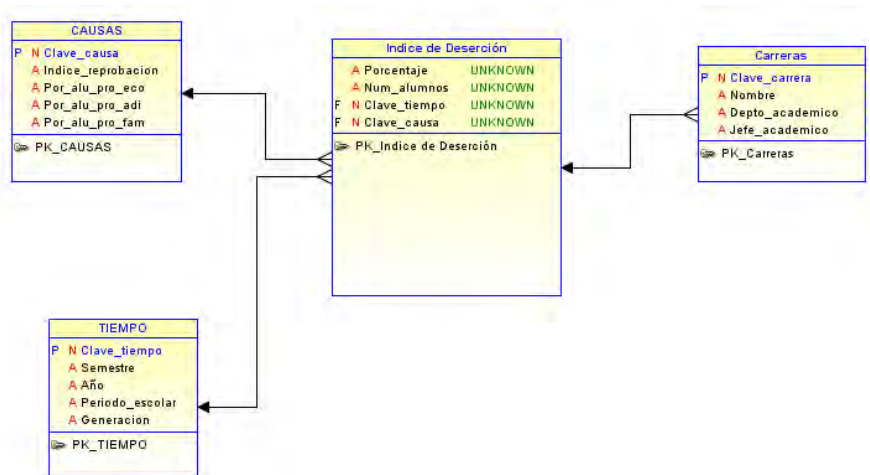 CAUSAS
P N Clave_causa
A Indice_reprobacion
A Por_alu_pro_eco
A Por_alu_pro_adi
A Por_alu_pro_fam
PK_CAUSAS
Indice de Deserción
A Porcentaje UNKNOWN
A Num_alumnos UNKNOWN
F N Clave_tiempo UNKNOWN
F N Clave_causa UNKNOWN
PK_Indice de Deserción
Carreras
P N Clave_carrera
A Nombre
A Depto_academico
A Jefe_academico
PK_Carreras
TIEMPO
P N Clave_tiempo
A Semestre
A Año
A Periodo_escolar
A Generacion
PK_TIEMPO